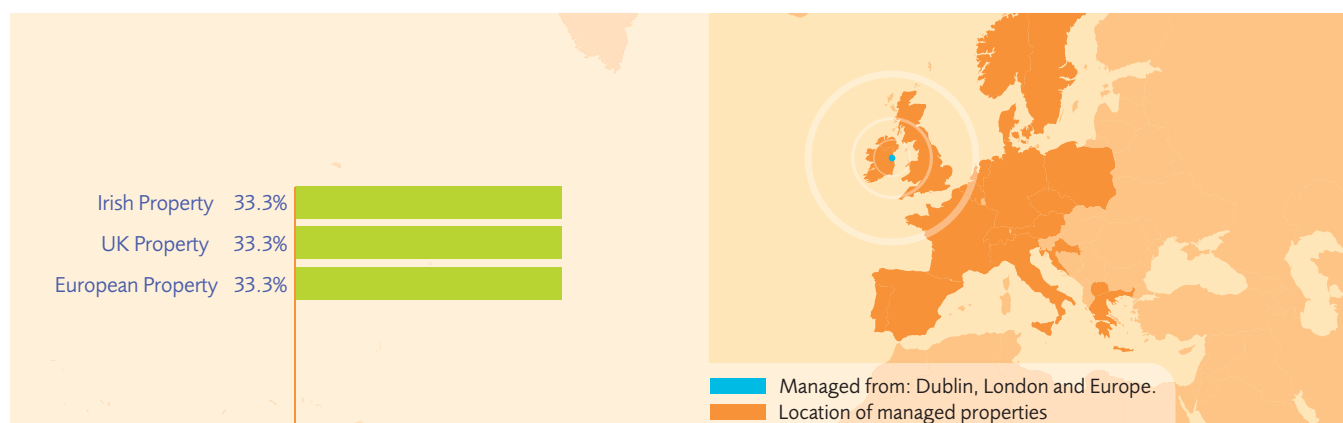 Irish Property 33.3%
UK Property 33.3%
European Property 33.3%
Managed from: Dublin, London and Europe.
Location of managed properties